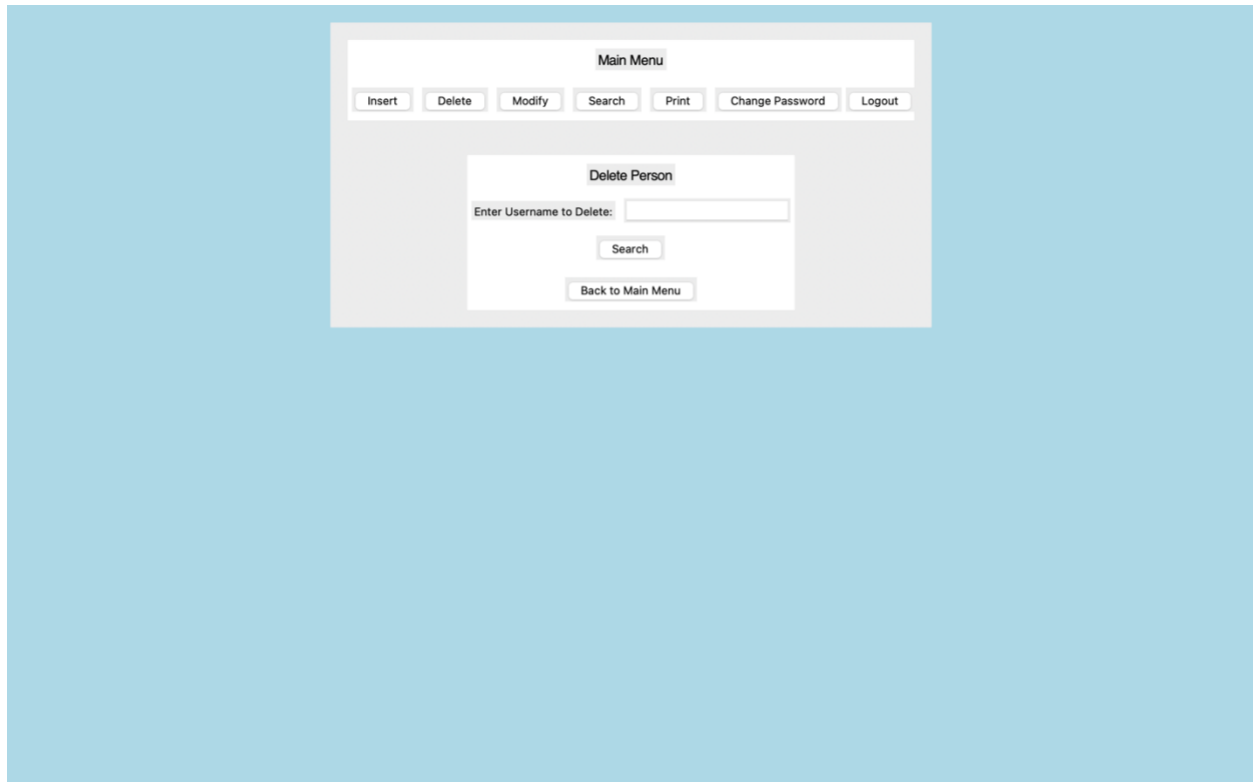 Main Menu
Insert Delete Modify Search Print Change Password Logout
Delete Person
Enter Username to Delete:
Search
Back to Main Menu